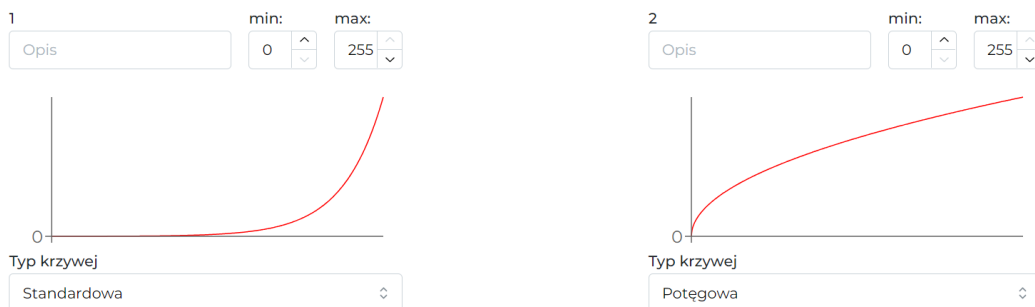 1 min: max:
Opis 0 255
0
Typ krzywej
Standardowa
2 min: max:
Opis 0 255
0
Typ krzywej
Potęgowa